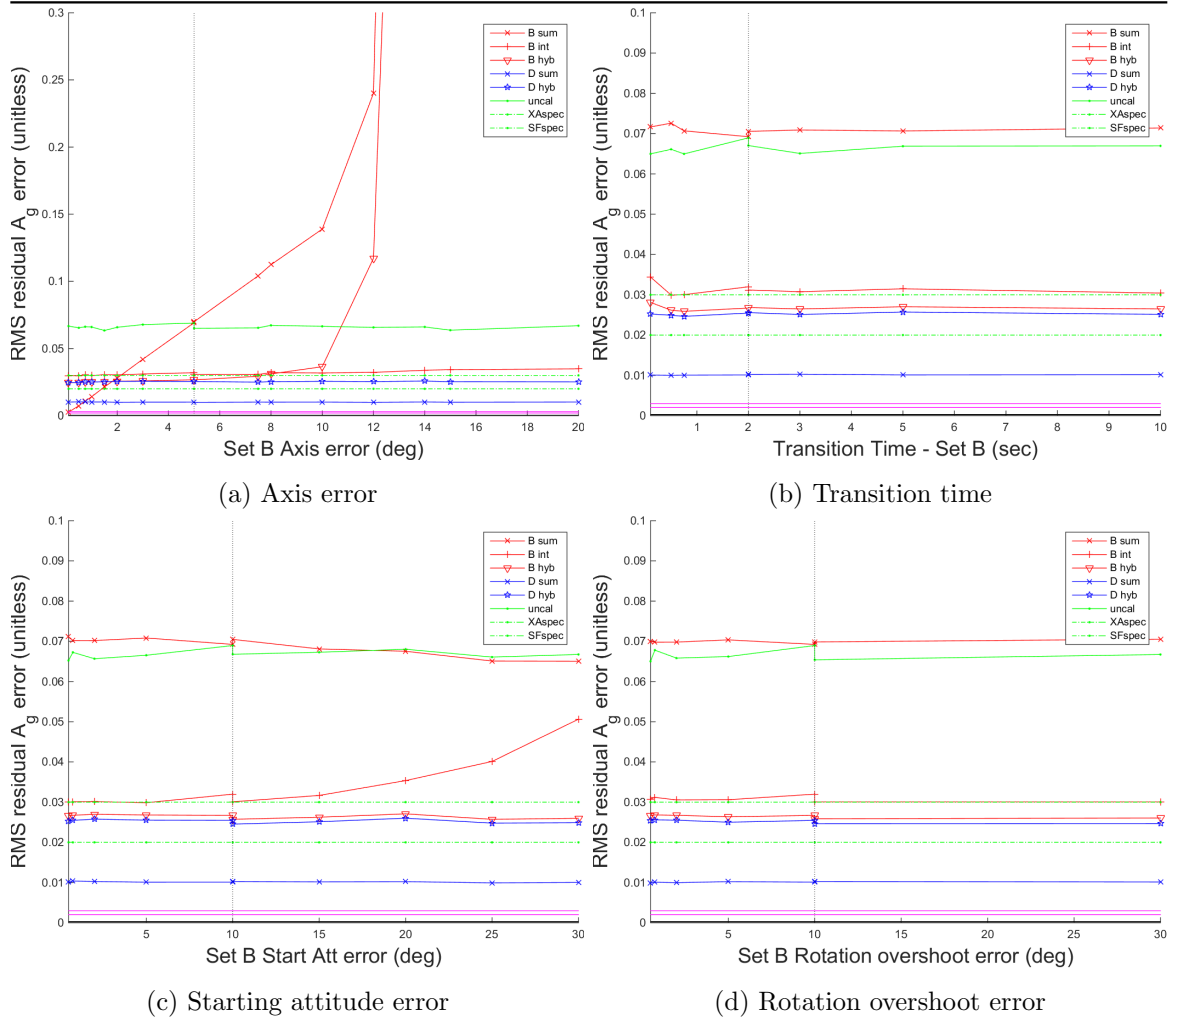 RMS residual A_g error (unitless)
0.3
0.25
0.2
0.15
0.1
0.05
0
2 4 6 8 10 12 14 16 18 20
Set B Axis error (deg)
B sum
B int
B hyb
D sum
D hyb
uncal
XAspec
SFspec
(a) Axis error
RMS residual A_g error (unitless)
0.1
0.09
0.08
0.07
0.06
0.05
0.04
0.03
0.02
0.01
0
1 2 3 4 5 6 7 8 9 10
Transition Time - Set B (sec)
B sum
B int
B hyb
D sum
D hyb
uncal
XAspec
SFspec
(b) Transition time
RMS residual A_g error (unitless)
0.1
0.09
0.08
0.07
0.06
0.05
0.04
0.03
0.02
0.01
0
5 10 15 20 25 30
Set B Start Att error (deg)
B sum
B int
B hyb
D sum
D hyb
uncal
XAspec
SFspec
(c) Starting attitude error
RMS residual A_g error (unitless)
0.1
0.09
0.08
0.07
0.06
0.05
0.04
0.03
0.02
0.01
0
5 10 15 20 25 30
Set B Rotation overshoot error (deg)
B sum
B int
B hyb
D sum
D hyb
uncal
XAspec
SFspec
(d) Rotation overshoot error